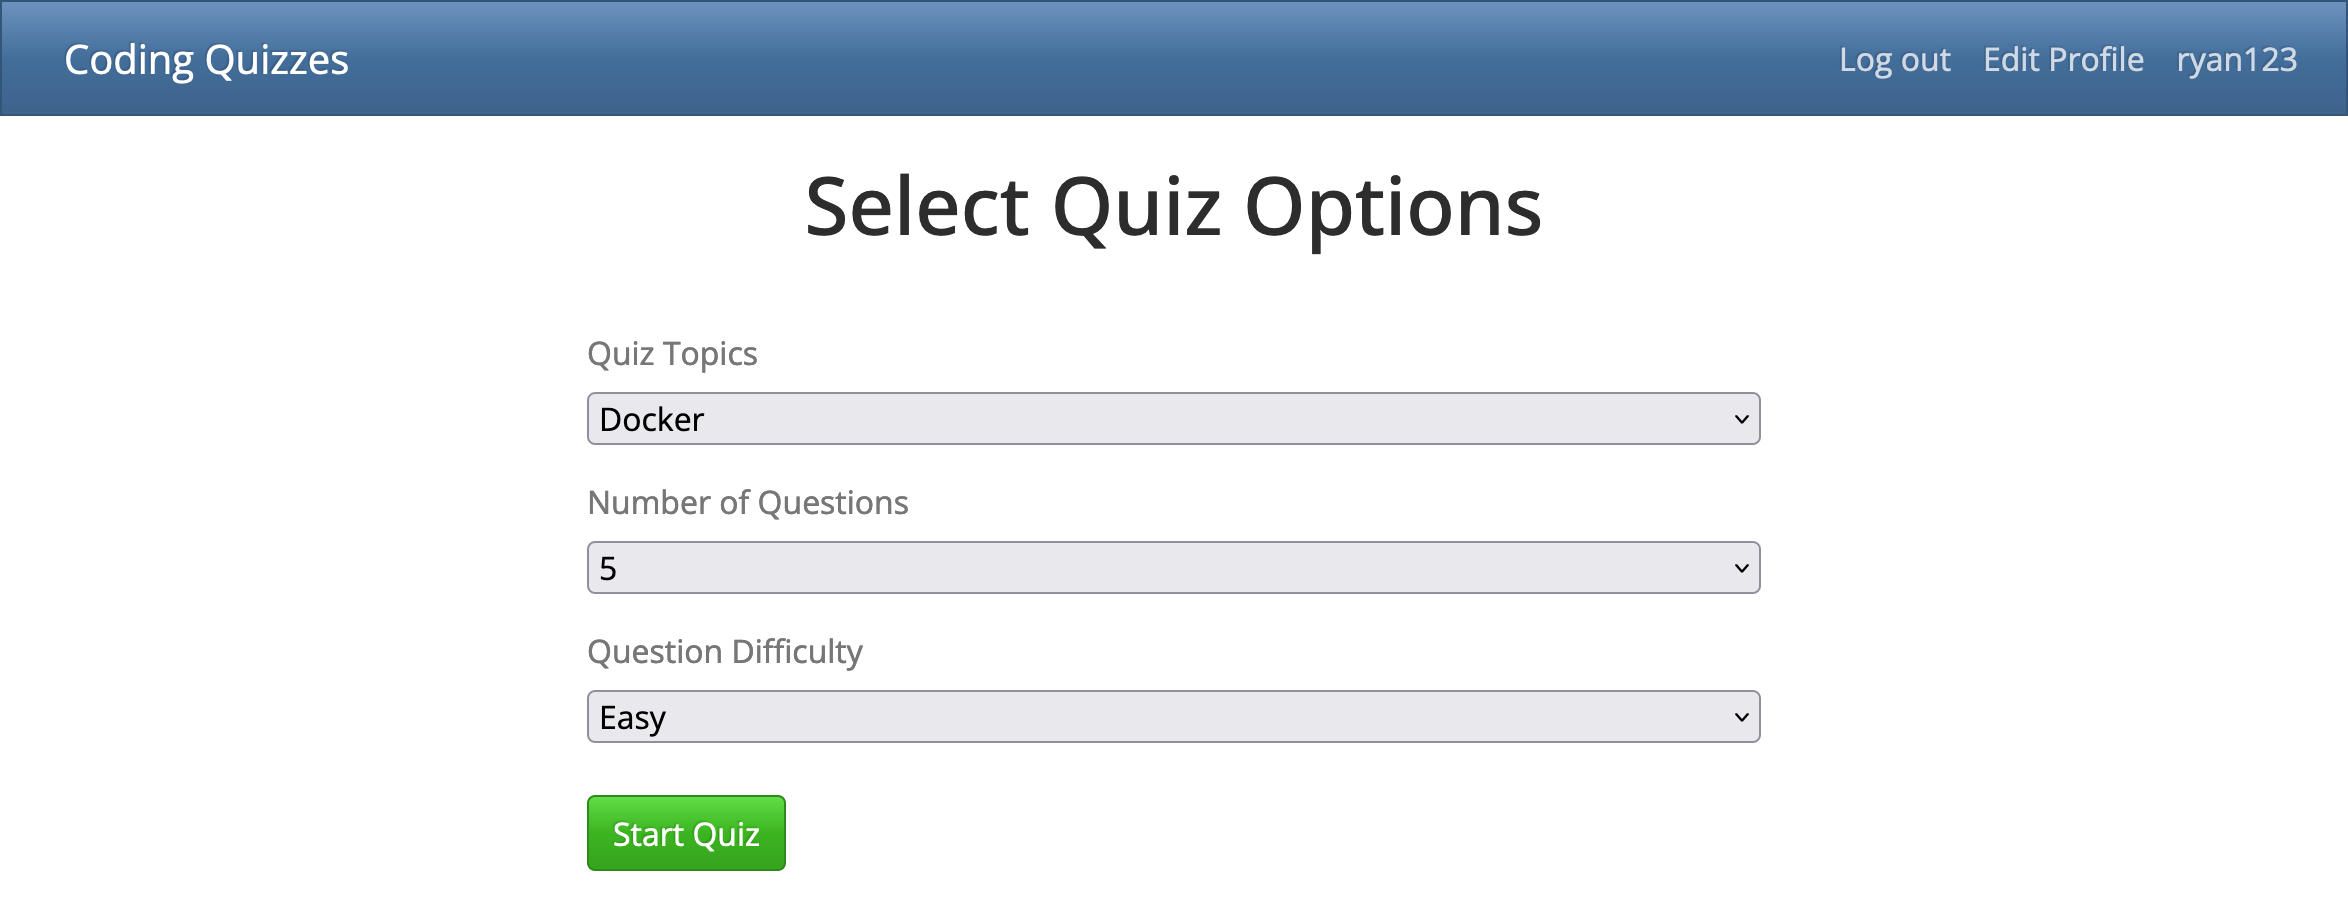 Coding Quizzes
Log out Edit Profile ryan123
Select Quiz Options
Quiz Topics
Docker
Number of Questions
5
Question Difficulty
Easy
Start Quiz